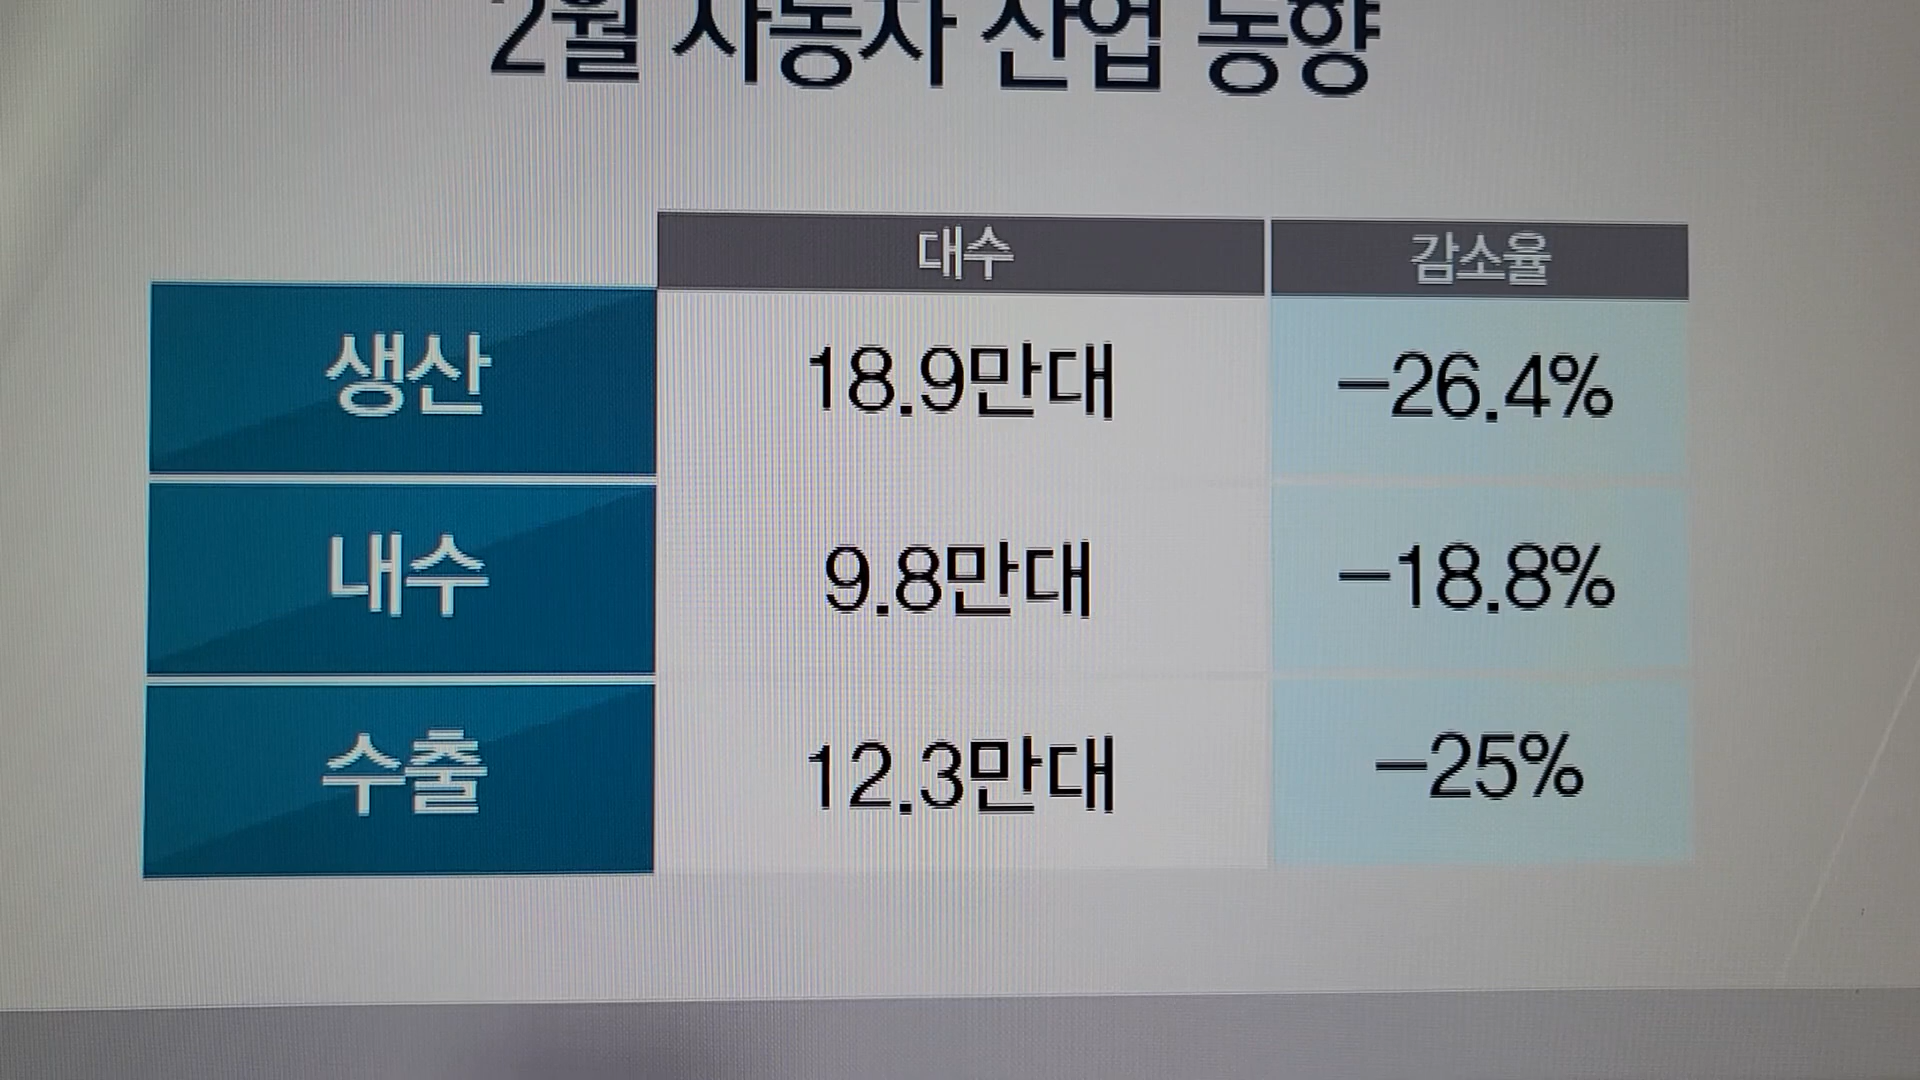 2월 자동차 산업 동향
대수 감소율
생산 18.9만대 -26.4%
내수 9.8만대 -18.8%
수출 12.3만대 -25%